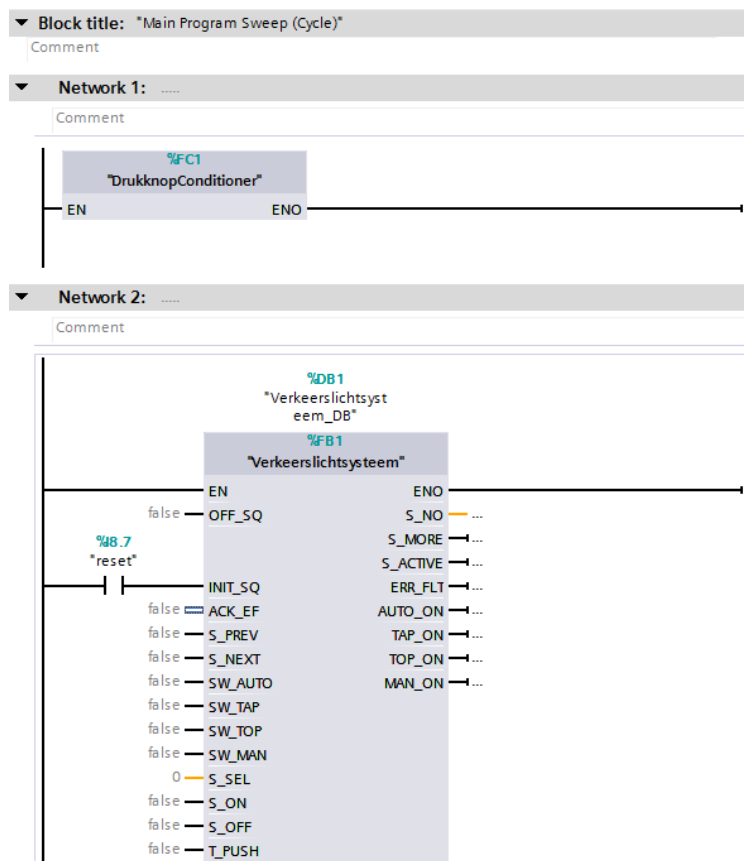 Block title: "Main Program Sweep (Cycle)"
Comment
Network 1: .....
Comment
%FC1
"DrukknopConditioner"
EN ENO
Network 2: .....
Comment
%DB1
"Verkeerslichtsyst
eem_DB"
%FB1
"Verkeerslichtsysteem"
EN ENO
false OFF_SQ S_NO ...
%I8.7 S_MORE ...
"reset" S_ACTIVE ...
INIT_SQ ERR_FLT ...
false ACK_EF AUTO_ON ...
false S_PREV TAP_ON ...
false S_NEXT TOP_ON ...
false SW_AUTO MAN_ON ...
false SW_TAP
false SW_TOP
false SW_MAN
0 S_SEL
false S_ON
false S_OFF
false T_PUSH